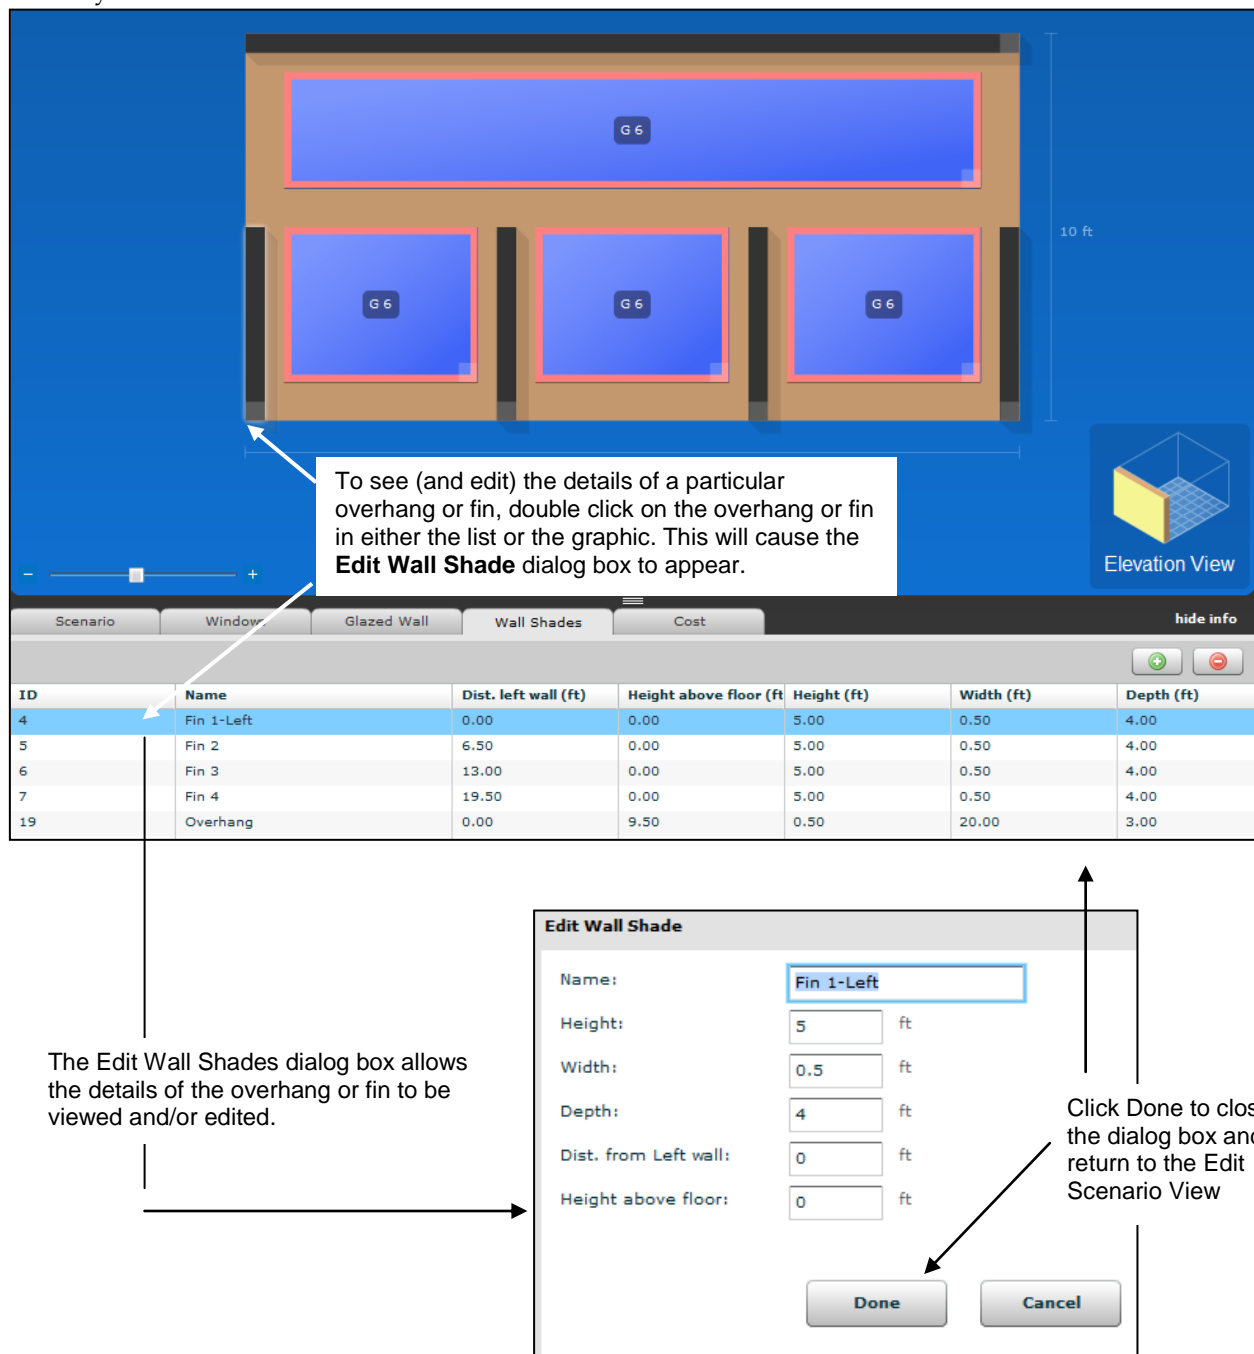 G 6
10 ft
G 6
G 6
G 6
To see (and edit) the details of a particular
overhang or fin, double click on the overhang or fin
in either the list or the graphic. This will cause the
Edit Wall Shade dialog box to appear.
Elevation View
- +
Scenario Window Glazed Wall Wall Shades Cost hide info
ID Name Dist. left wall (ft) Height above floor (ft Height (ft) Width (ft) Depth (ft)
4 Fin 1-Left 0.00 0.00 5.00 0.50 4.00
5 Fin 2 6.50 0.00 5.00 0.50 4.00
6 Fin 3 13.00 0.00 5.00 0.50 4.00
7 Fin 4 19.50 0.00 5.00 0.50 4.00
19 Overhang 0.00 9.50 0.50 20.00 3.00
Edit Wall Shade
Name: Fin 1-Left
Height: 5 ft
Width: 0.5 ft
Depth: 4 ft
Dist. from Left wall: 0 ft
Height above floor: 0 ft
Done Cancel
The Edit Wall Shades dialog box allows
the details of the overhang or fin to be
viewed and/or edited.
Click Done to clos
the dialog box and
return to the Edit
Scenario View